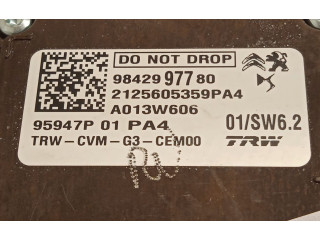 DO NOT DROP
98429 977 80
2125605359PA4
A013W606
95947P 01 PA4
01/SW6.2
TRW-CVM-G3-CEM00
TRW